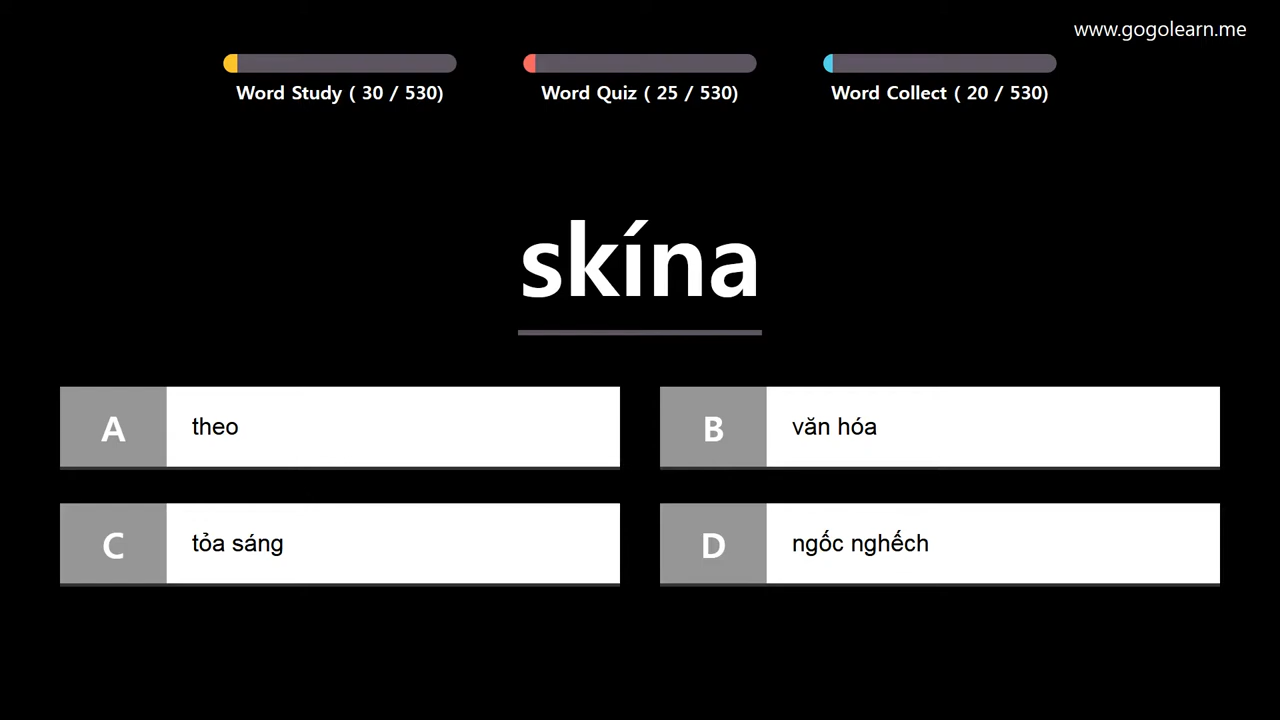 www.gogolearn.me
Word Study ( 30 / 530)
Word Quiz ( 25 / 530)
Word Collect ( 20 / 530)
skína
A theo
B văn hóa
C tỏa sáng
D ngốc nghếch